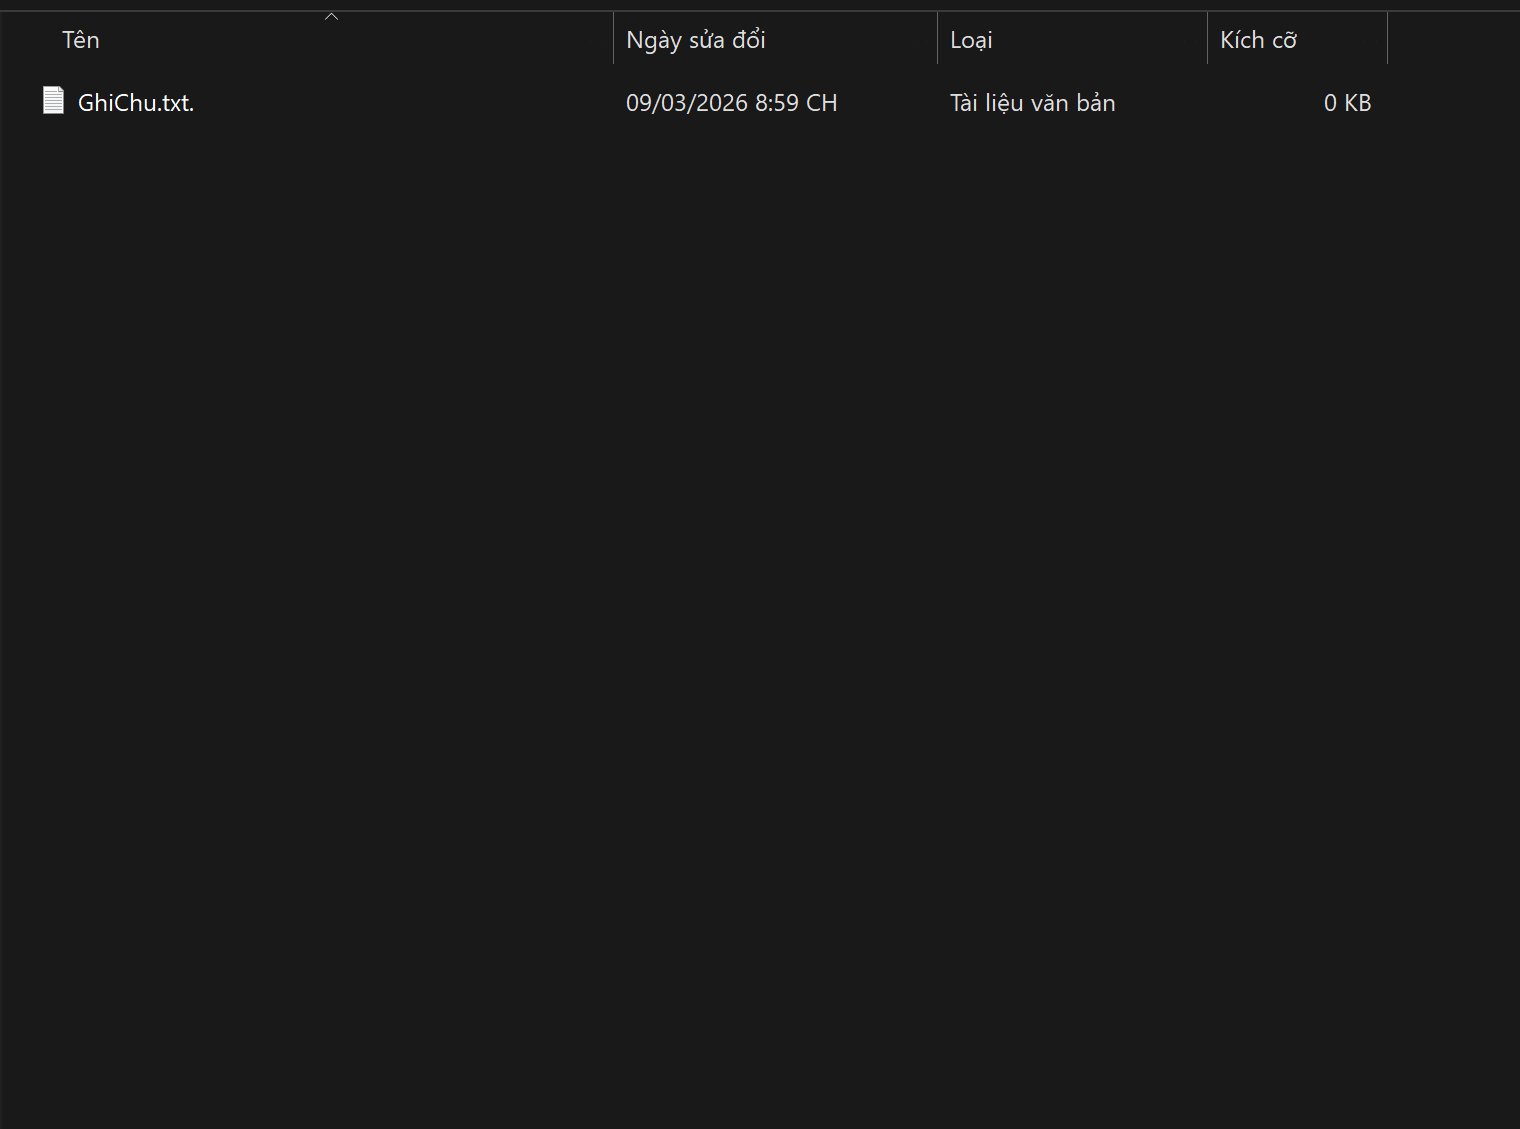 Tên Ngày sửa đổi Loại Kích cỡ
GhiChu.txt. 09/03/2026 8:59 CH Tài liệu văn bản 0 KB